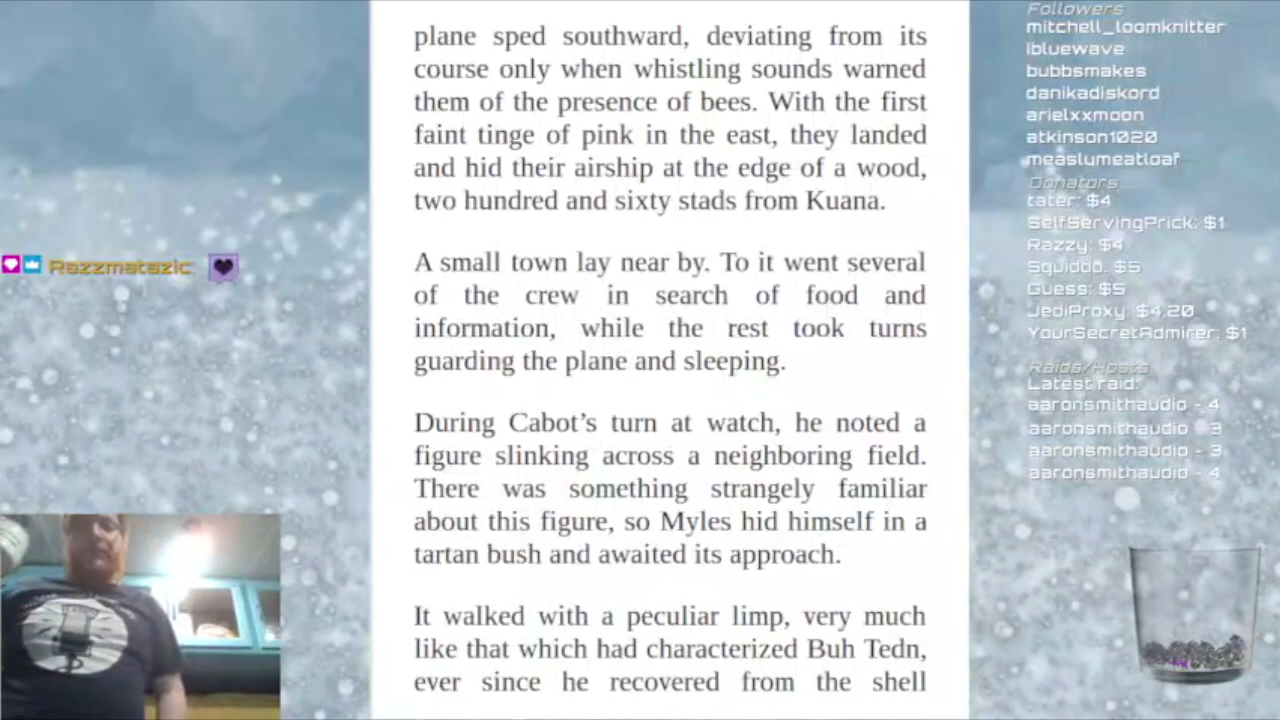 plane sped southward, deviating from its
course only when whistling sounds warned
them of the presence of bees. With the first
faint tinge of pink in the east, they landed
and hid their airship at the edge of a wood,
two hundred and sixty stads from Kuana.
A small town lay near by. To it went several
of the crew in search of food and
information, while the rest took turns
guarding the plane and sleeping.
During Cabot’s turn at watch, he noted a
figure slinking across a neighboring field.
There was something strangely familiar
about this figure, so Myles hid himself in a
tartan bush and awaited its approach.
It walked with a peculiar limp, very much
like that which had characterized Buh Tedn,
ever since he recovered from the shell
Razzmatazic
Followers
mitchell_loomknitter
ibluewave
bubbsmakes
danikadiskord
arielxxmoon
atkinson1020
measlymeatloaf
Donators
tater: $4
SelfServingPrick: $1
Razzy: $4
Squiddo: $5
Guess: $5
JediProxy: $4.20
YourSecretAdmirer: $1
Raids/Hosts
Latest raid:
aaronsmithaudio - 4
aaronsmithaudio - 3
aaronsmithaudio - 3
aaronsmithaudio - 4